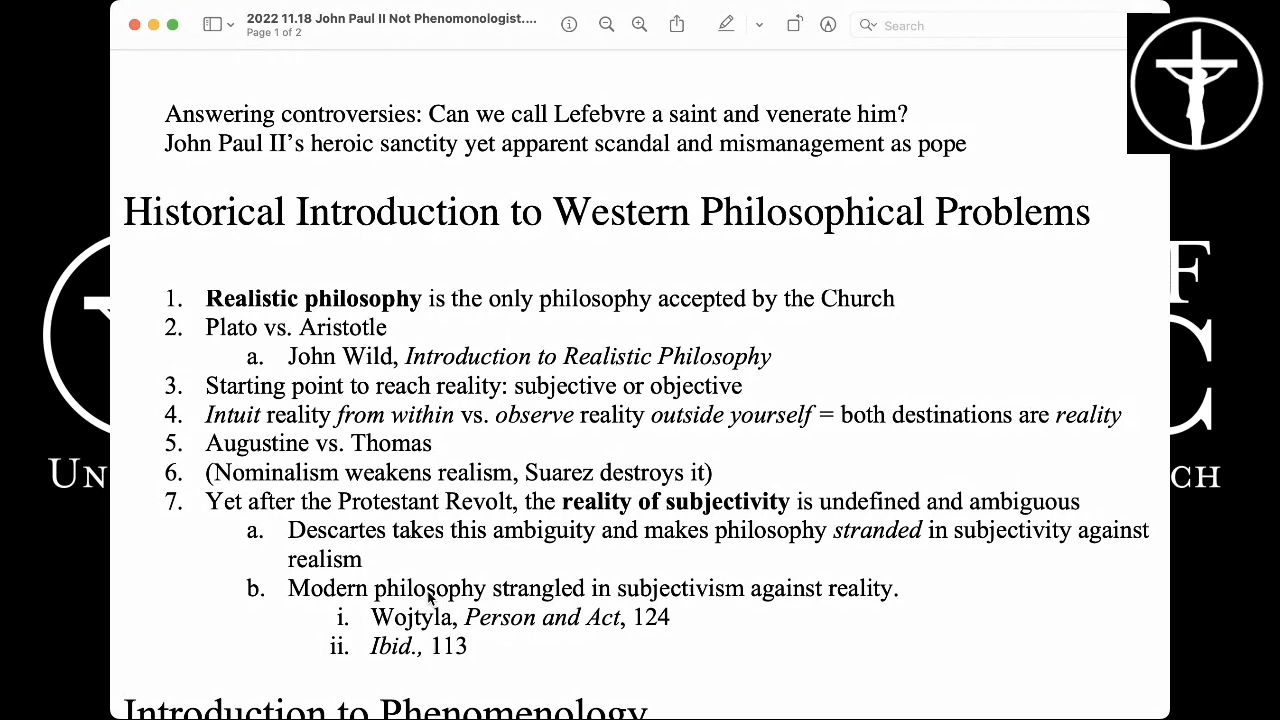 2022 11.18 John Paul II Not Phenomonologist....
Page 1 of 2
Search
Answering controversies: Can we call Lefebvre a saint and venerate him?
John Paul II’s heroic sanctity yet apparent scandal and mismanagement as pope
Historical Introduction to Western Philosophical Problems
1. Realistic philosophy is the only philosophy accepted by the Church
2. Plato vs. Aristotle
a. John Wild, Introduction to Realistic Philosophy
3. Starting point to reach reality: subjective or objective
4. Intuit reality from within vs. observe reality outside yourself = both destinations are reality
5. Augustine vs. Thomas
6. (Nominalism weakens realism, Suarez destroys it)
7. Yet after the Protestant Revolt, the reality of subjectivity is undefined and ambiguous
a. Descartes takes this ambiguity and makes philosophy stranded in subjectivity against
realism
b. Modern philosophy strangled in subjectivism against reality.
i. Wojtyla, Person and Act, 124
ii. Ibid., 113
Introduction to Phenomenology
UN
F
C
CH